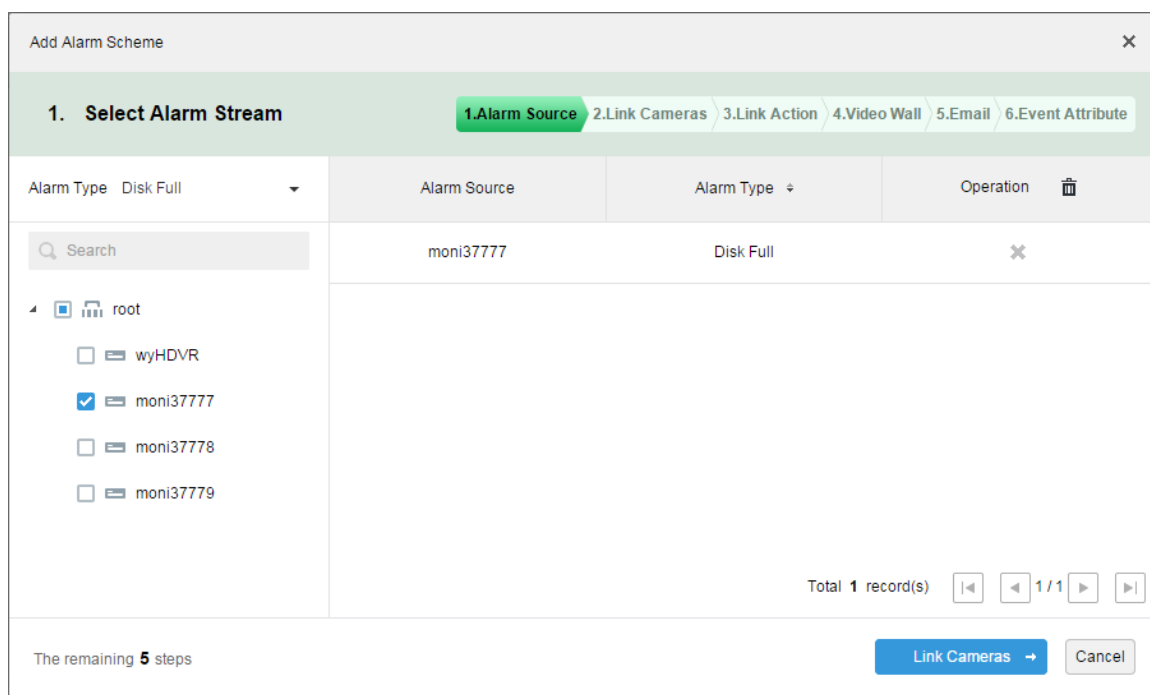 Add Alarm Scheme
1. Select Alarm Stream
1.Alarm Source 2.Link Cameras 3.Link Action 4.Video Wall 5.Email 6.Event Attribute
Alarm Type Disk Full
Alarm Source Alarm Type Operation
Search
moni37777 Disk Full
root
wyHDVR
moni37777
moni37778
moni37779
Total 1 record(s) 1 / 1
The remaining 5 steps
Link Cameras
Cancel